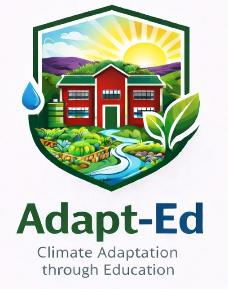 Adapt-Ed
Climate Adaptation
through Education